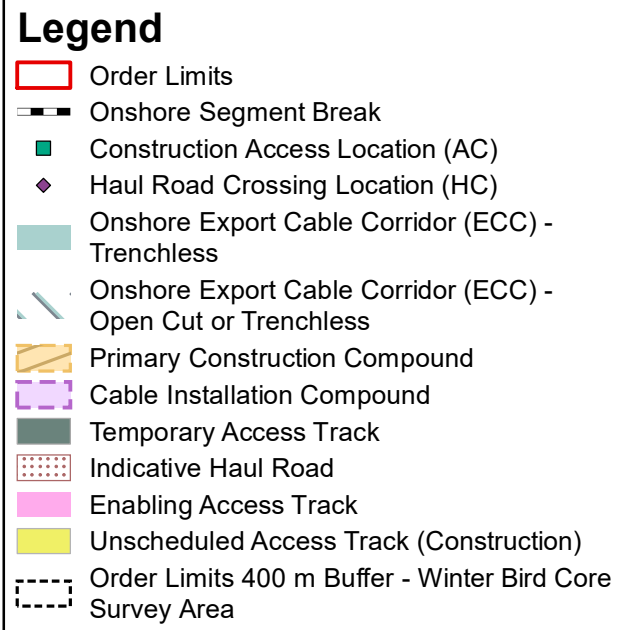 Legend
Order Limits
Onshore Segment Break
Construction Access Location (AC)
Haul Road Crossing Location (HC)
Onshore Export Cable Corridor (ECC) -
Trenchless
Onshore Export Cable Corridor (ECC) -
Open Cut or Trenchless
Primary Construction Compound
Cable Installation Compound
Temporary Access Track
Indicative Haul Road
Enabling Access Track
Unscheduled Access Track (Construction)
Order Limits 400 m Buffer - Winter Bird Core
Survey Area